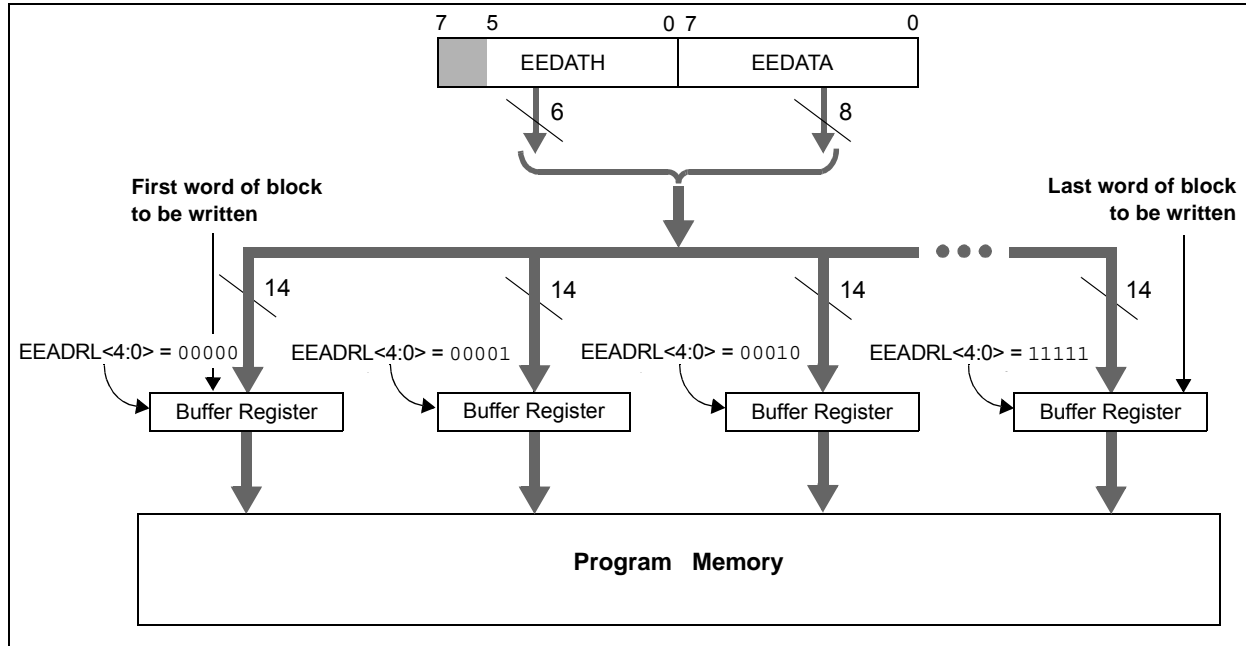 7 5 0 7 0
EEDATH EEDATA
6 8
First word of block
to be written
Last word of block
to be written
14 14 14 14
EEADRL<4:0> = 00000 EEADRL<4:0> = 00001 EEADRL<4:0> = 00010 EEADRL<4:0> = 11111
Buffer Register Buffer Register Buffer Register Buffer Register
Program Memory